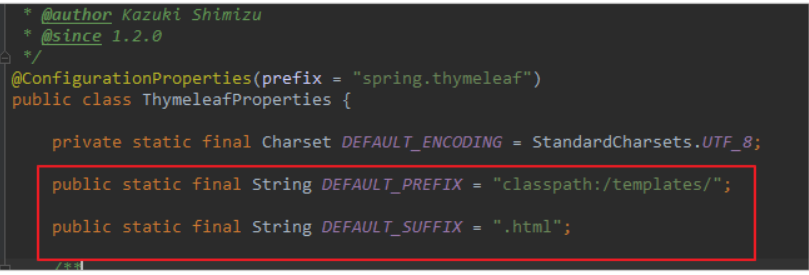 * @author Kazuki Shimizu
* @since 1.2.0
*/
@ConfigurationProperties(prefix = "spring.thymeleaf")
public class ThymeleafProperties {
private static final Charset DEFAULT_ENCODING = StandardCharsets.UTF_8;
public static final String DEFAULT_PREFIX = "classpath:/templates/";
public static final String DEFAULT_SUFFIX = ".html";
/**